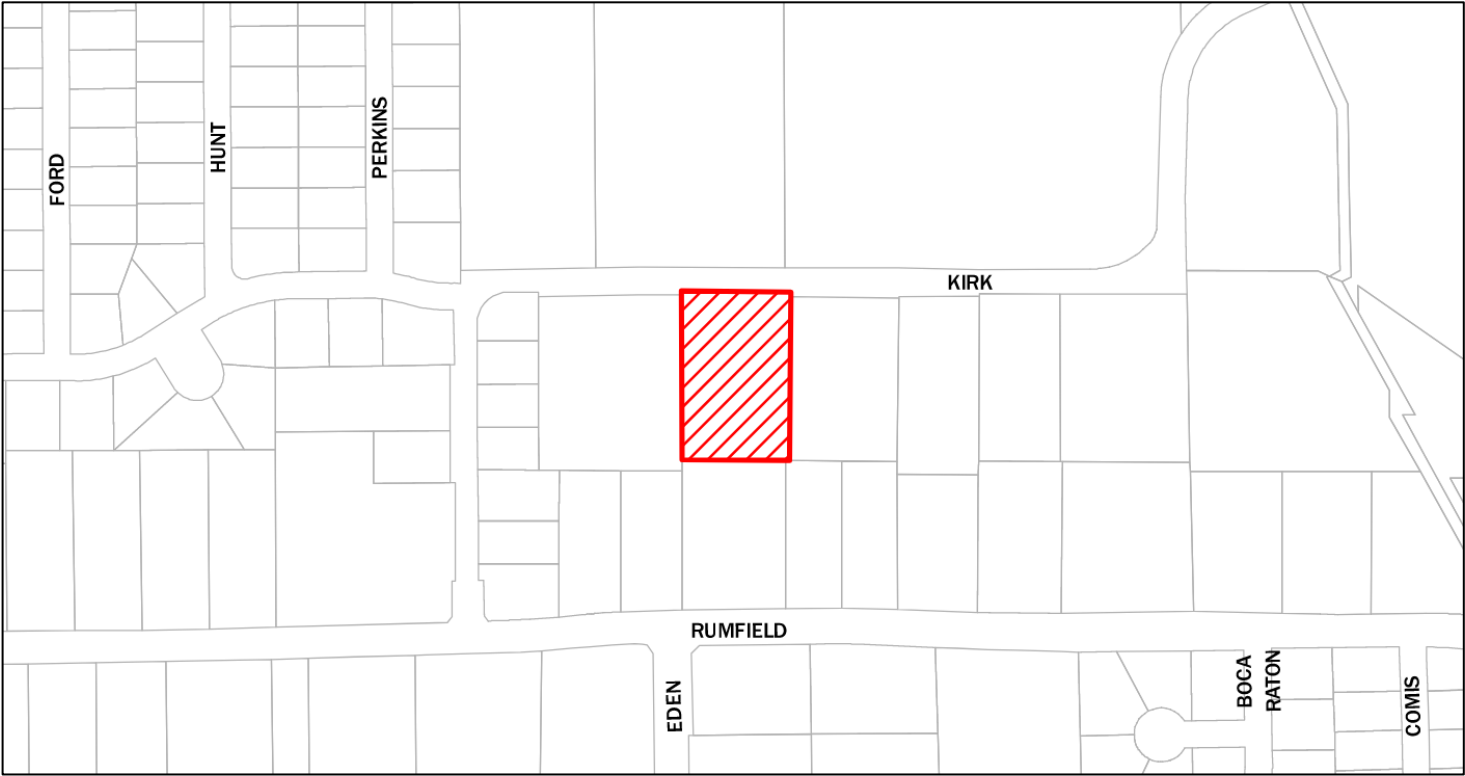 FORD
HUNT
PERKINS
KIRK
RUMFIELD
EDEN
BOCA
RATON
COMIS